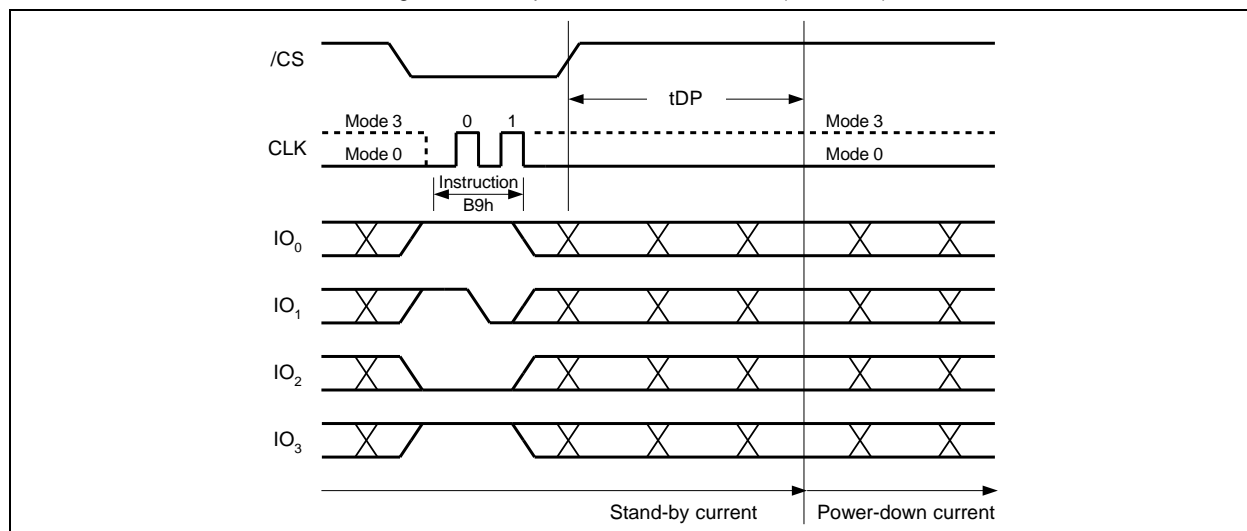 /CS
tDP
Mode 3 0 1 Mode 3
CLK
Mode 0 Mode 0
Instruction
B9h
IO0
IO1
IO2
IO3
Stand-by current Power-down current